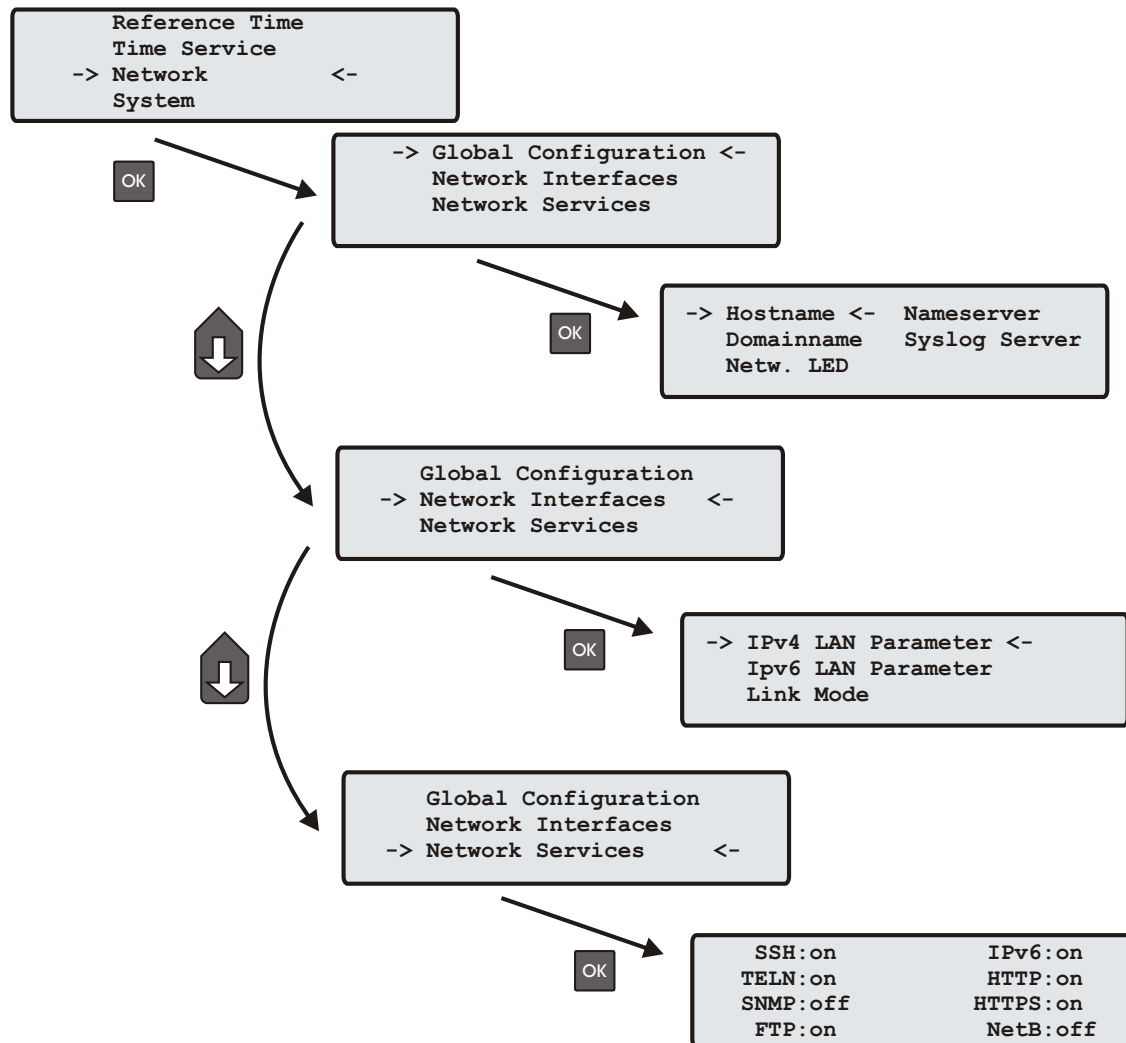 Reference Time
Time Service
-> Network <-
System
OK
-> Global Configuration <-
Network Interfaces
Network Services
OK
-> Hostname <- Nameserver
Domainname Syslog Server
Netw. LED
Global Configuration
-> Network Interfaces <-
Network Services
OK
-> IPv4 LAN Parameter <-
Ipv6 LAN Parameter
Link Mode
Global Configuration
Network Interfaces
-> Network Services <-
OK
SSH:on IPv6:on
TELN:on HTTP:on
SNMP:off HTTPS:on
FTP:on NetB:off